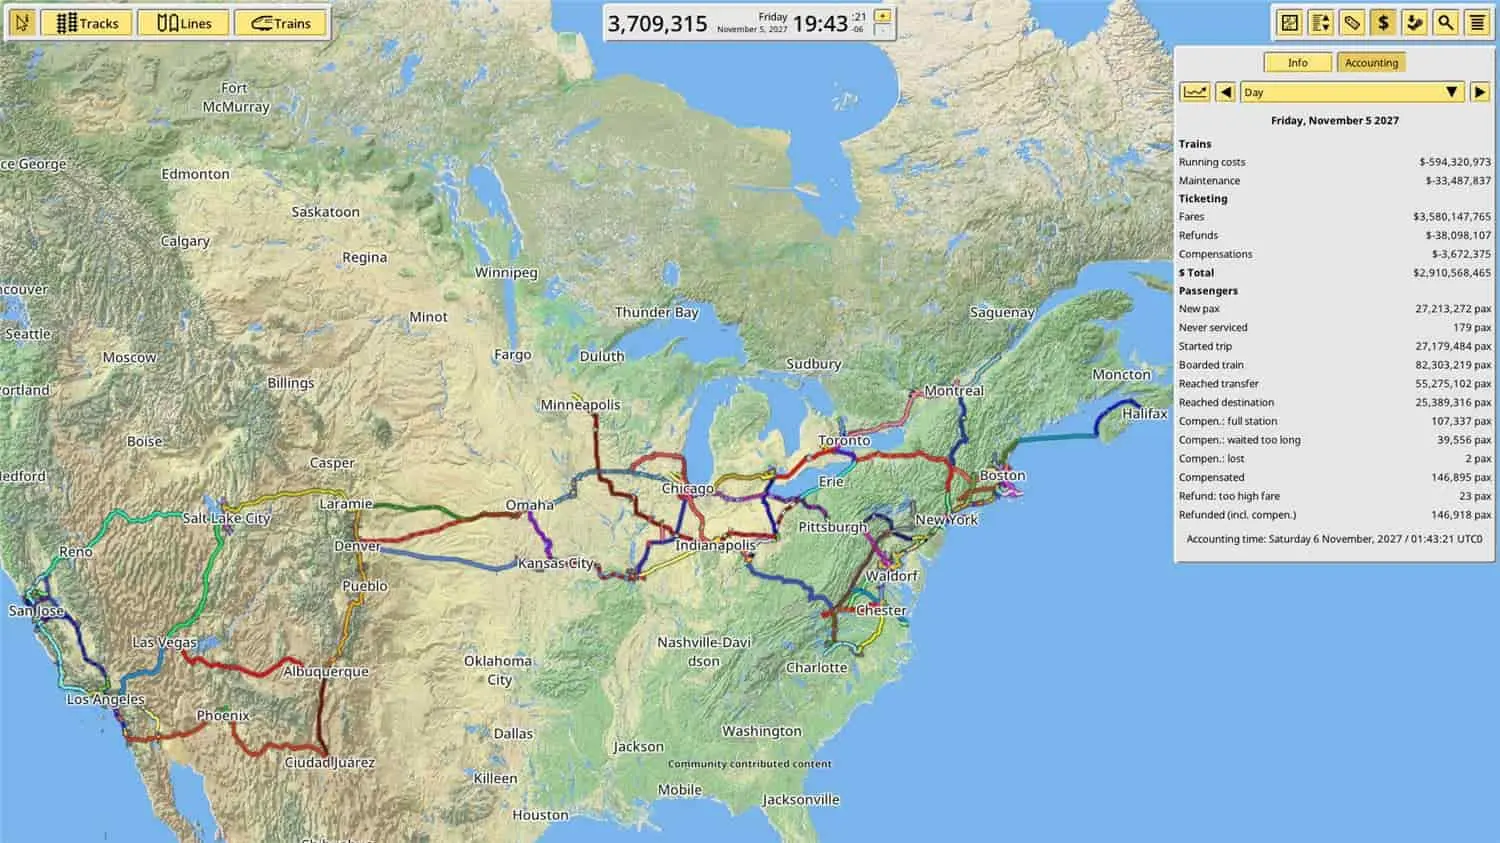 Tracks
Lines
Trains
3,709,315
Friday
November 5, 2027
19:43
:21
-06
+
-
$
Info
Accounting
Day
Friday, November 5 2027
Trains
Running costs $-594,320,973
Maintenance $-33,487,837
Ticketing
Fares $3,580,147,765
Refunds $-38,098,107
Compensations $-3,672,375
$ Total $2,910,568,465
Passengers
New pax 27,213,272 pax
Never serviced 179 pax
Started trip 27,179,484 pax
Boarded train 82,303,219 pax
Reached transfer 55,275,102 pax
Reached destination 25,389,316 pax
Compen.: full station 107,337 pax
Compen.: waited too long 39,556 pax
Compen.: lost 2 pax
Compensated 146,895 pax
Refund: too high fare 23 pax
Refunded (incl. compen.) 146,918 pax
Accounting time: Saturday 6 November, 2027 / 01:43:21 UTC0
Fort
McMurray
ce George
Edmonton
Saskatoon
Calgary
Regina
Winnipeg
ncouver
Seattle
Minot
Thunder Bay
Saguenay
Moscow
Fargo
Duluth
Sudbury
Moncton
ortland
Billings
Minneapolis
Montreal
Halifax
Boise
Toronto
edford
Casper
Chicago
Erie
Boston
Laramie
Omaha
Salt Lake City
Pittsburgh
New York
Reno
Denver
Indianapolis
Kansas City
Waldorf
Pueblo
San Jose
Chester
Las Vegas
Nashville-Davi
dson
Albuquerque
Oklahoma
City
Charlotte
Los Angeles
Phoenix
Dallas
Washington
Jackson
Ciudad Juárez
Community contributed content
Killeen
Mobile
Jacksonville
Houston